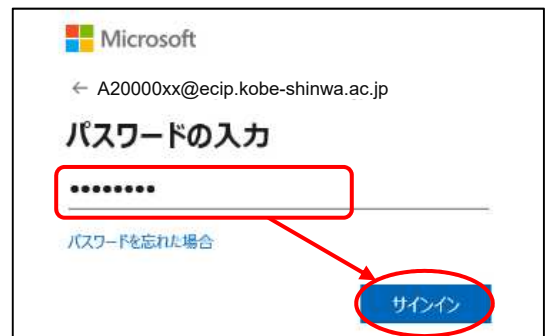 Microsoft
← A20000xx@ecip.kobe-shinwa.ac.jp
パスワードの入力
••••••••
パスワードを忘れた場合
サインイン